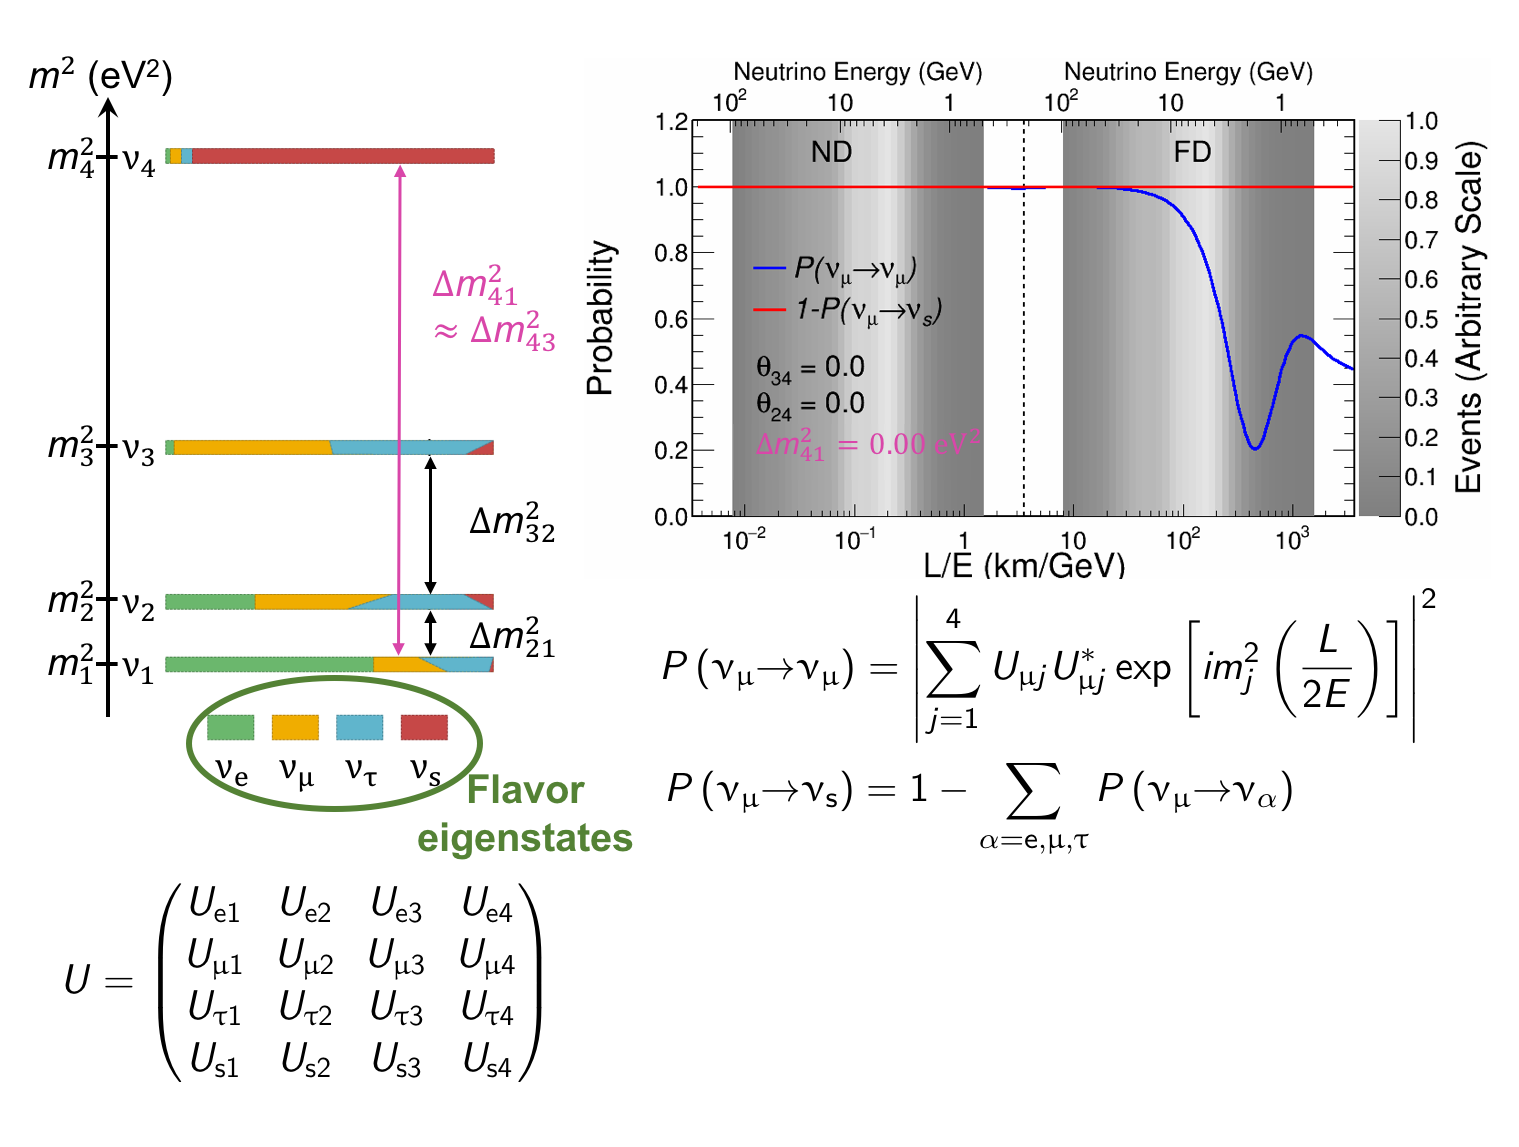 m² (eV²)
m²₄ ν₄
Δm²₄₁
≈ Δm²₄₃
m²₃ ν₃
Δm²₃₂
m²₂ ν₂
Δm²₂₁
m²₁ ν₁
νe νμ ντ νs
Flavor
eigenstates
U = ( Ue1 Ue2 Ue3 Ue4
Uμ1 Uμ2 Uμ3 Uμ4
Uτ1 Uτ2 Uτ3 Uτ4
Us1 Us2 Us3 Us4 )
Neutrino Energy (GeV) Neutrino Energy (GeV)
10² 10 1 10² 10 1
ND FD
Probability
1.2
1.0
0.8
0.6
0.4
0.2
0.0
P(νμ→νμ)
1-P(νμ→νs)
θ₃₄ = 0.0
θ₂₄ = 0.0
Δm²₄₁ = 0.00 eV²
10⁻² 10⁻¹ 1 10 10² 10³
L/E (km/GeV)
1.0
0.9
0.8
0.7
0.6
0.5
0.4
0.3
0.2
0.1
0.0
Events (Arbitrary Scale)
P (νμ→νμ) = | ∑⁴j=1 Uμj U*μj exp [ im²j ( L/2E ) ] |²
P (νμ→νs) = 1 − ∑α=e,μ,τ P (νμ→να)